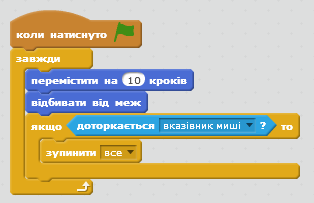 коли натиснуто
завжди
перемістити на 10 кроків
відбивати від меж
якщо доторкається вказівник миші ? то
зупинити все